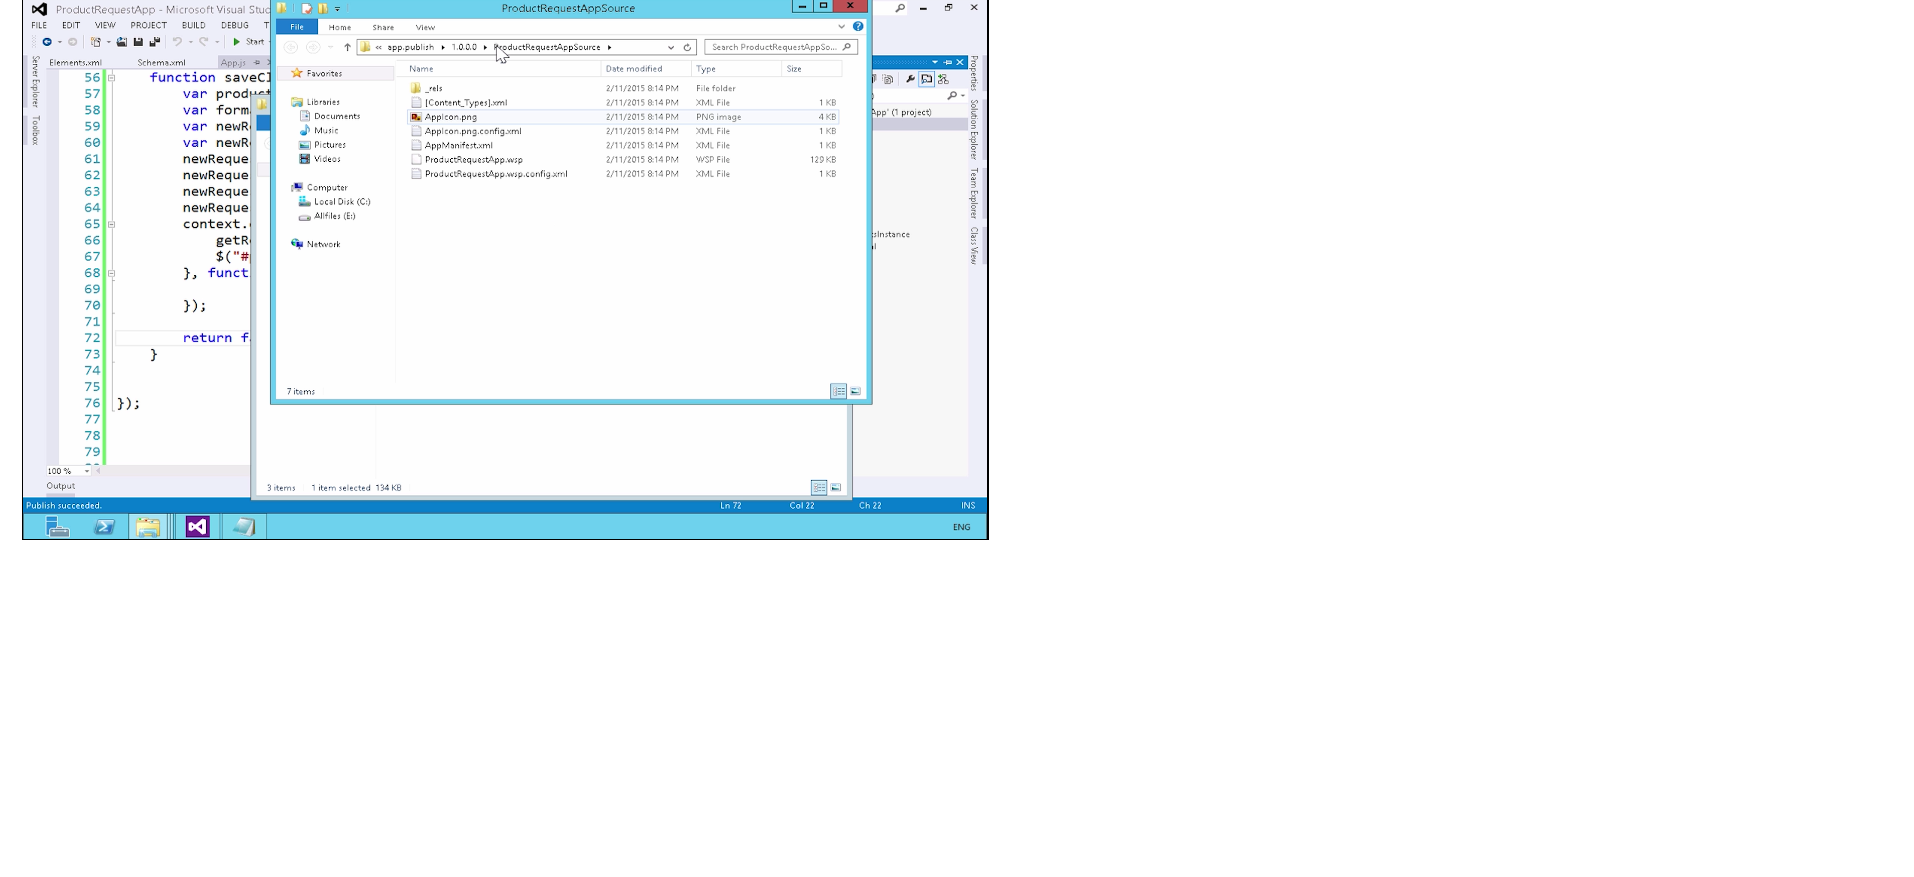 ProductRequestApp - Microsoft Visual Stud
ProductRequestAppSource
FILE EDIT VIEW PROJECT BUILD DEBUG T
File Home Share View
Start
« app.publish 1.0.0.0 ProductRequestAppSource
Search ProductRequestAppSo...
Elements.xml Schema.xml App.js
Server Explorer
Toolbox
Properties
Solution Explorer
Team Explorer
Class View
56 function saveCl
57 var product
58 var form
59 var newR
60 var newR
61 newReque
62 newReque
63 newReque
64 newReque
65 context.
66 getR
67 $("#
68 }, funct
69
70 });
71
72 return f
73 }
74
75
76 });
77
78
79
100 %
Output
Favorites
Libraries
Documents
Music
Pictures
Videos
Computer
Local Disk (C:)
Allfiles (E:)
Network
Name Date modified Type Size
_rels 2/11/2015 8:14 PM File folder
[Content_Types].xml 2/11/2015 8:14 PM XML File 1 KB
AppIcon.png 2/11/2015 8:14 PM PNG image 4 KB
AppIcon.png.config.xml 2/11/2015 8:14 PM XML File 1 KB
AppManifest.xml 2/11/2015 8:14 PM XML File 1 KB
ProductRequestApp.wsp 2/11/2015 8:14 PM WSP File 129 KB
ProductRequestApp.wsp.config.xml 2/11/2015 8:14 PM XML File 1 KB
7 items
App" (1 project)
tsInstance
3 items 1 item selected 134 KB
Publish succeeded. Ln 72 Col 22 Ch 22 INS
ENG